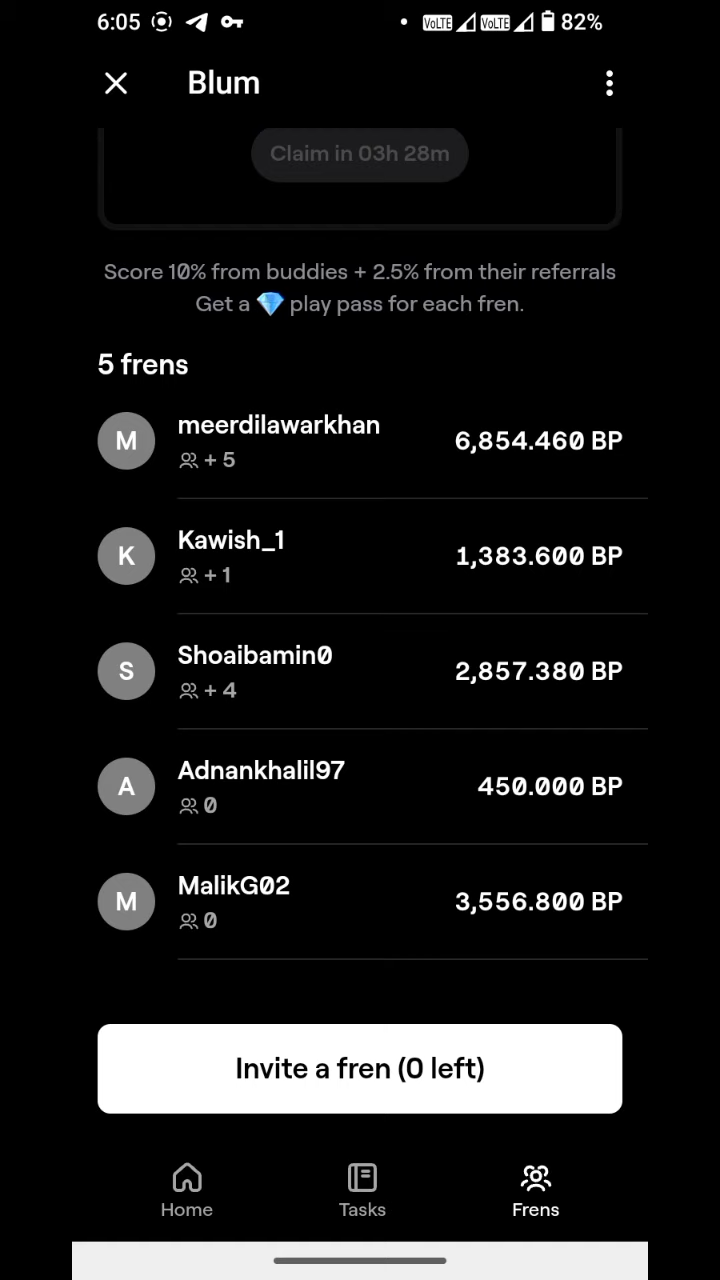 6:05 VoLTE VoLTE 82%
Blum
Claim in 03h 28m
Score 10% from buddies + 2.5% from their referrals
Get a 💎 play pass for each fren.
5 frens
M meerdilawarkhan 6,854.460 BP
+ 5
K Kawish_1 1,383.600 BP
+ 1
S Shoaibamin0 2,857.380 BP
+ 4
A Adnankhalil97 450.000 BP
0
M MalikG02 3,556.800 BP
0
Invite a fren (0 left)
Home Tasks Frens